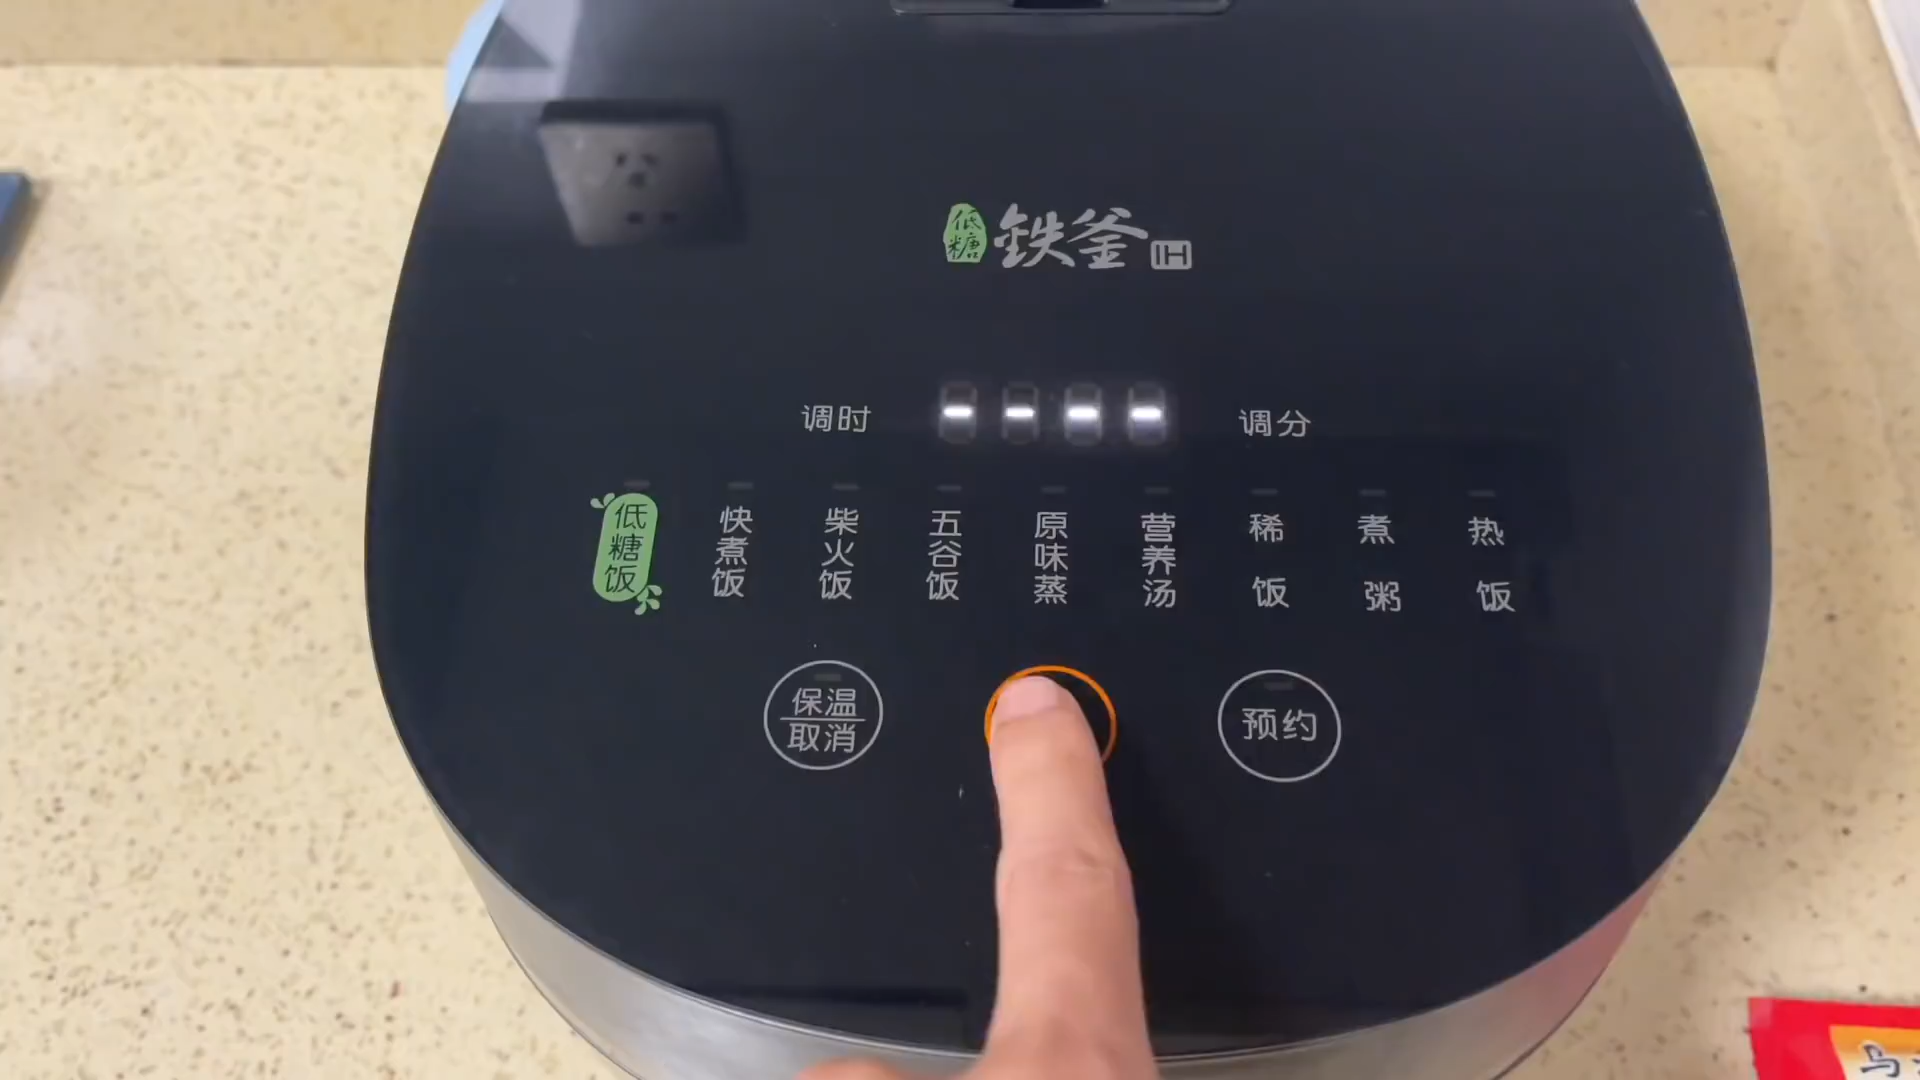 低糖 铁釜 IH
调时 ---- 调分
低糖饭 快煮饭 柴火饭 五谷饭 原味蒸 营养汤 稀饭 煮粥 热饭
保温
取消
预约
乌